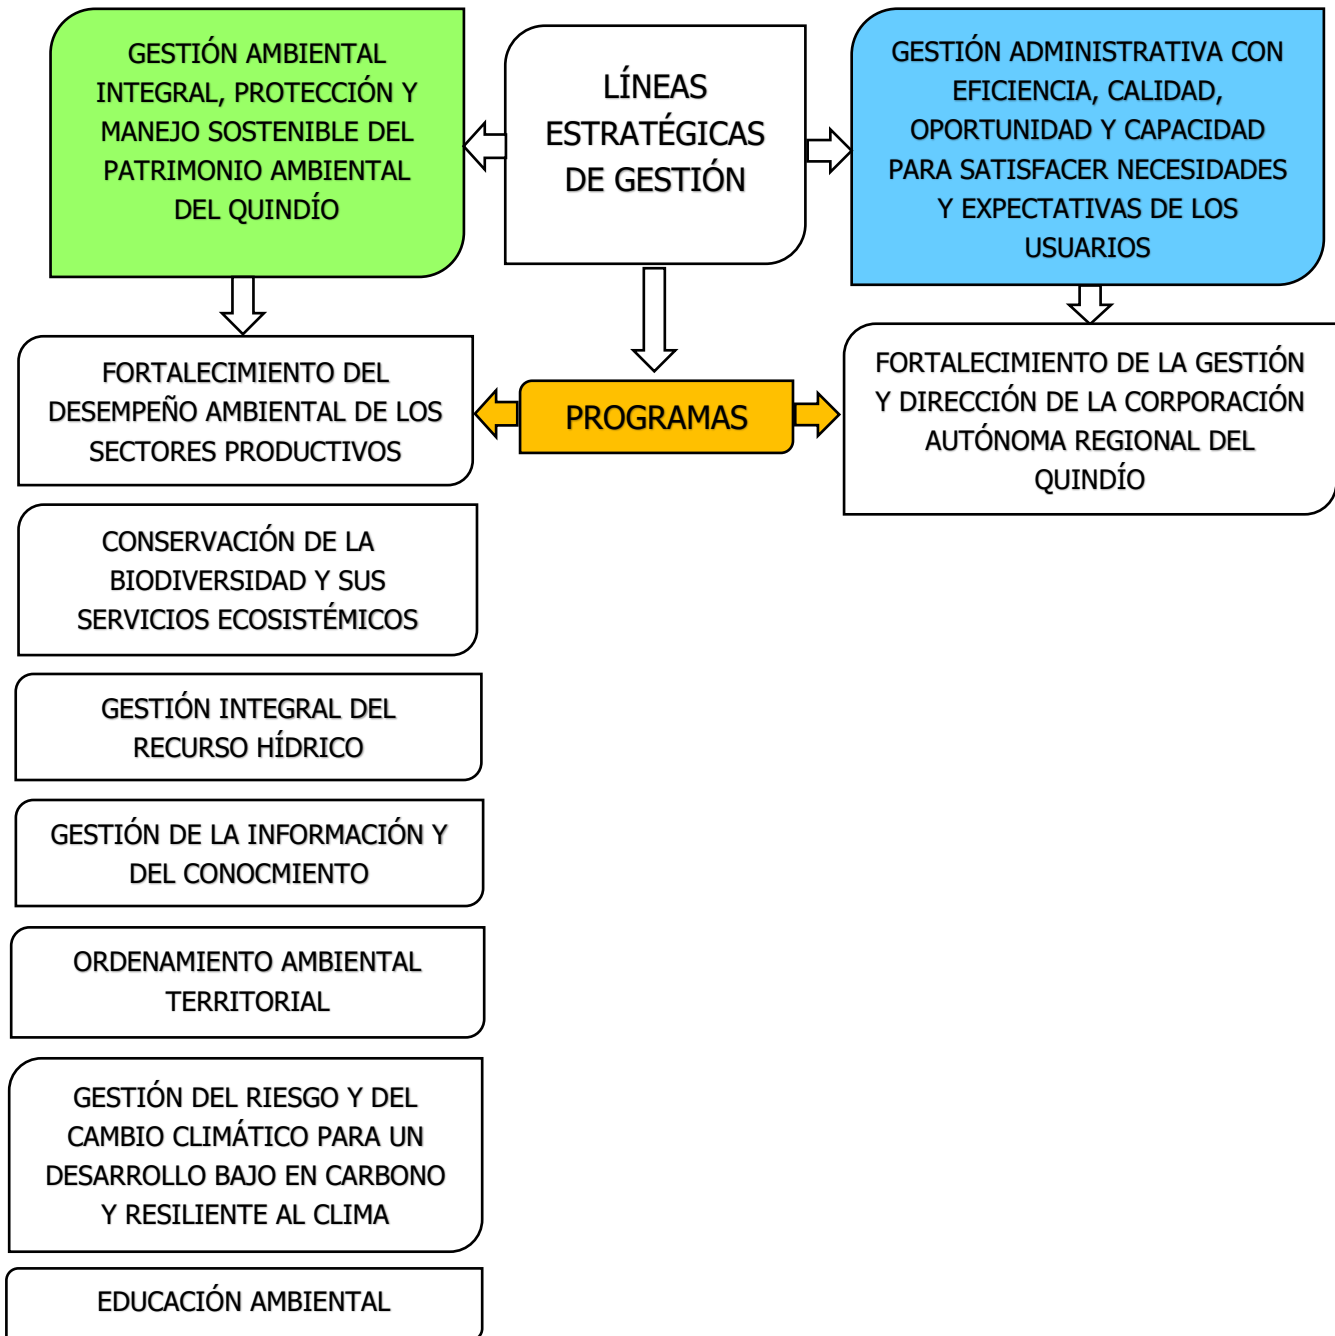 GESTIÓN AMBIENTAL
INTEGRAL, PROTECCIÓN Y
MANEJO SOSTENIBLE DEL
PATRIMONIO AMBIENTAL
DEL QUINDÍO
LÍNEAS
ESTRATÉGICAS
DE GESTIÓN
GESTIÓN ADMINISTRATIVA CON
EFICIENCIA, CALIDAD,
OPORTUNIDAD Y CAPACIDAD
PARA SATISFACER NECESIDADES
Y EXPECTATIVAS DE LOS
USUARIOS
FORTALECIMIENTO DEL
DESEMPEÑO AMBIENTAL DE LOS
SECTORES PRODUCTIVOS
PROGRAMAS
FORTALECIMIENTO DE LA GESTIÓN
Y DIRECCIÓN DE LA CORPORACIÓN
AUTÓNOMA REGIONAL DEL
QUINDÍO
CONSERVACIÓN DE LA
BIODIVERSIDAD Y SUS
SERVICIOS ECOSISTÉMICOS
GESTIÓN INTEGRAL DEL
RECURSO HÍDRICO
GESTIÓN DE LA INFORMACIÓN Y
DEL CONOCMIENTO
ORDENAMIENTO AMBIENTAL
TERRITORIAL
GESTIÓN DEL RIESGO Y DEL
CAMBIO CLIMÁTICO PARA UN
DESARROLLO BAJO EN CARBONO
Y RESILIENTE AL CLIMA
EDUCACIÓN AMBIENTAL